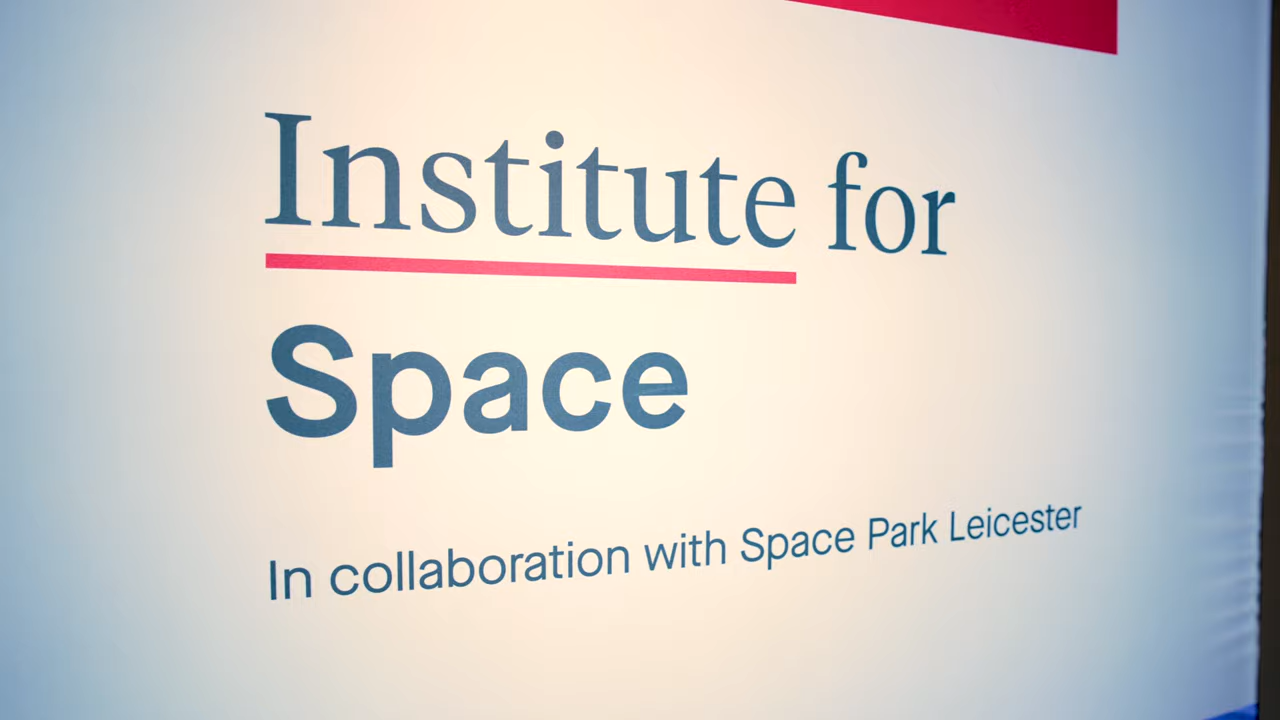 Institute for
Space
In collaboration with Space Park Leicester